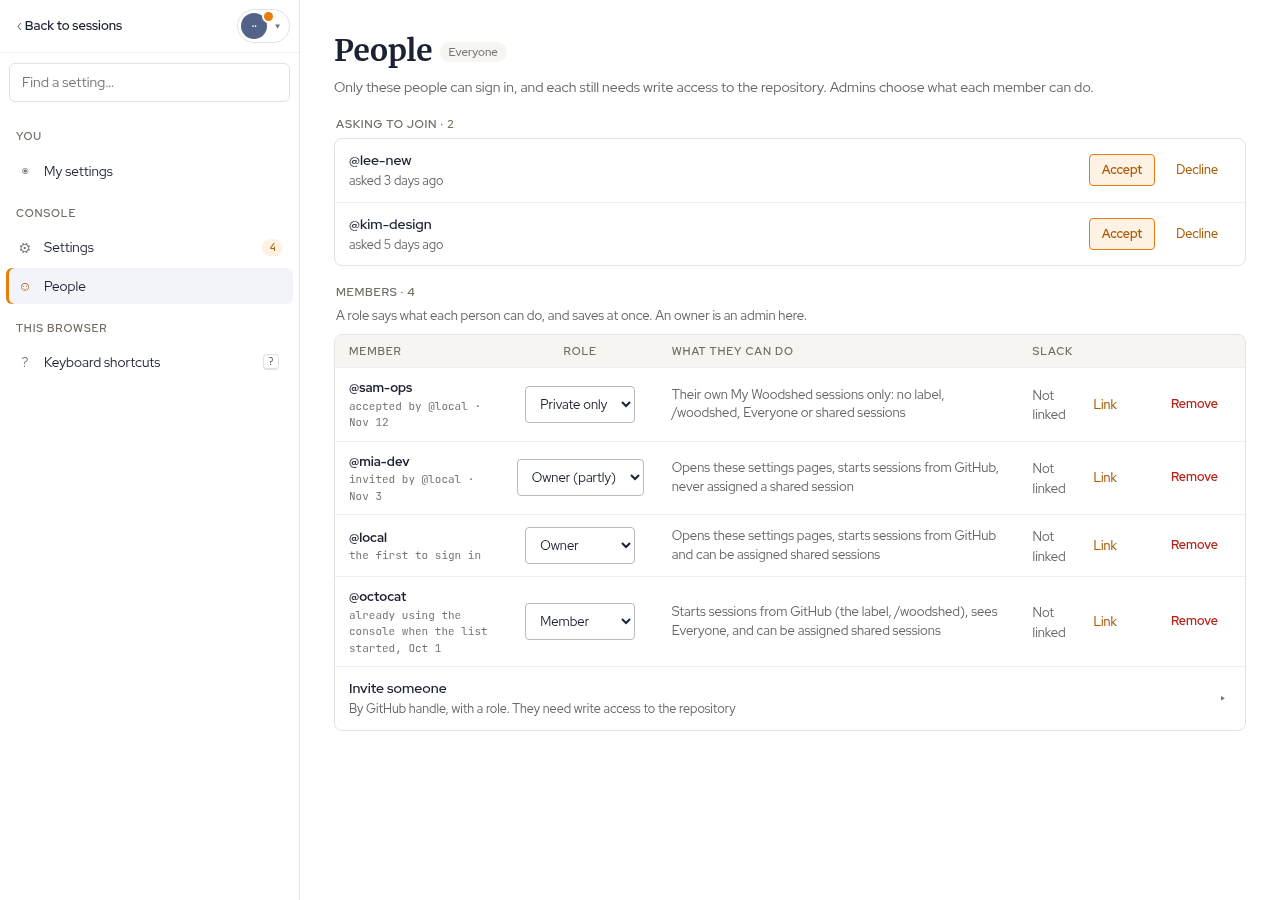 ‹ Back to sessions
Find a setting...
YOU
My settings
CONSOLE
Settings 4
People
THIS BROWSER
? Keyboard shortcuts ?
People Everyone
Only these people can sign in, and each still needs write access to the repository. Admins choose what each member can do.
ASKING TO JOIN · 2
@lee-new
asked 3 days ago
Accept Decline
@kim-design
asked 5 days ago
Accept Decline
MEMBERS · 4
A role says what each person can do, and saves at once. An owner is an admin here.
MEMBER ROLE WHAT THEY CAN DO SLACK
@sam-ops
accepted by @local ·
Nov 12
Private only
Their own My Woodshed sessions only: no label,
/woodshed, Everyone or shared sessions
Not
linked
Link
Remove
@mia-dev
invited by @local ·
Nov 3
Owner (partly)
Opens these settings pages, starts sessions from GitHub,
never assigned a shared session
Not
linked
Link
Remove
@local
the first to sign in
Owner
Opens these settings pages, starts sessions from GitHub
and can be assigned shared sessions
Not
linked
Link
Remove
@octocat
already using the
console when the list
started, Oct 1
Member
Starts sessions from GitHub (the label, /woodshed), sees
Everyone, and can be assigned shared sessions
Not
linked
Link
Remove
Invite someone
By GitHub handle, with a role. They need write access to the repository